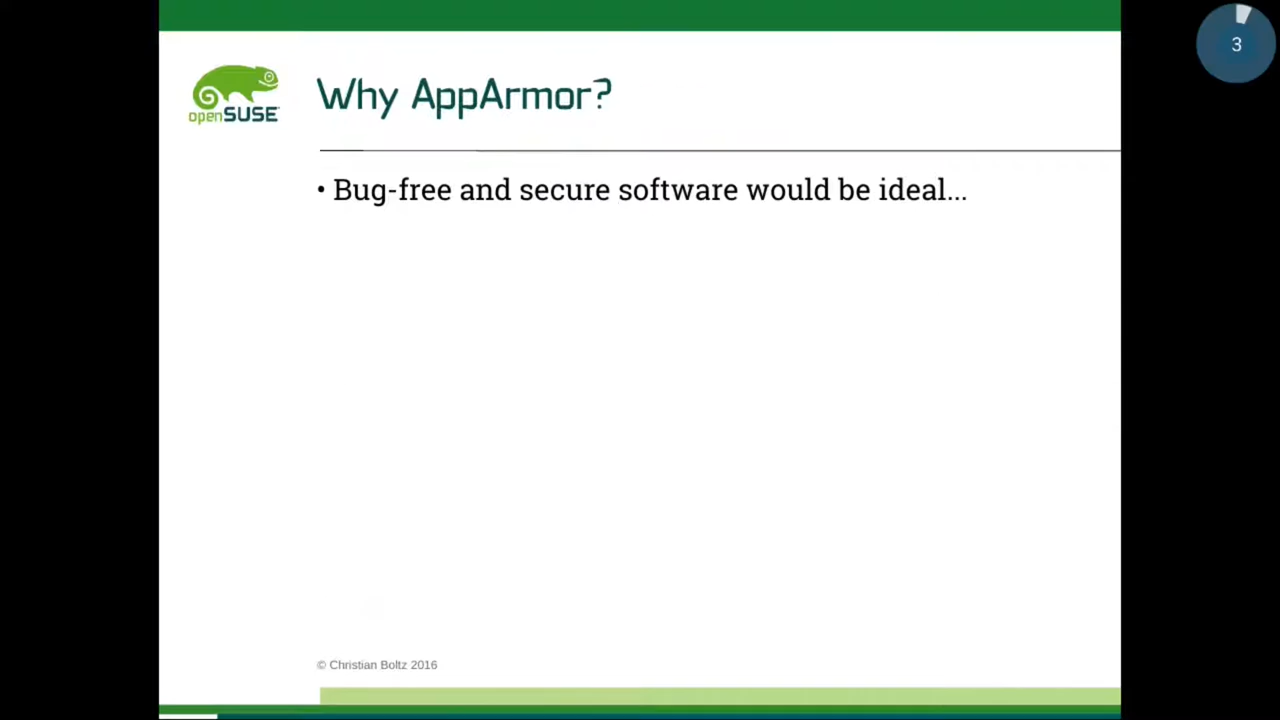 3
openSUSE
Why AppArmor?
• Bug-free and secure software would be ideal...
© Christian Boltz 2016